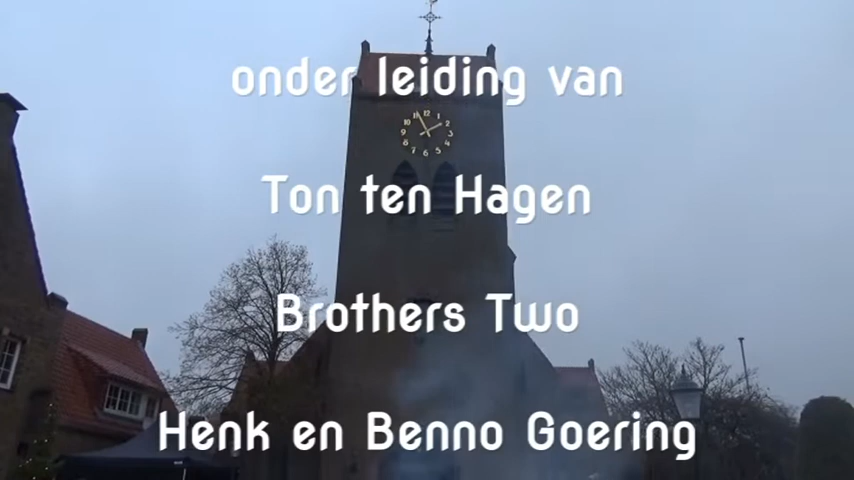 onder leiding van
Ton ten Hagen
Brothers Two
Henk en Benno Goering